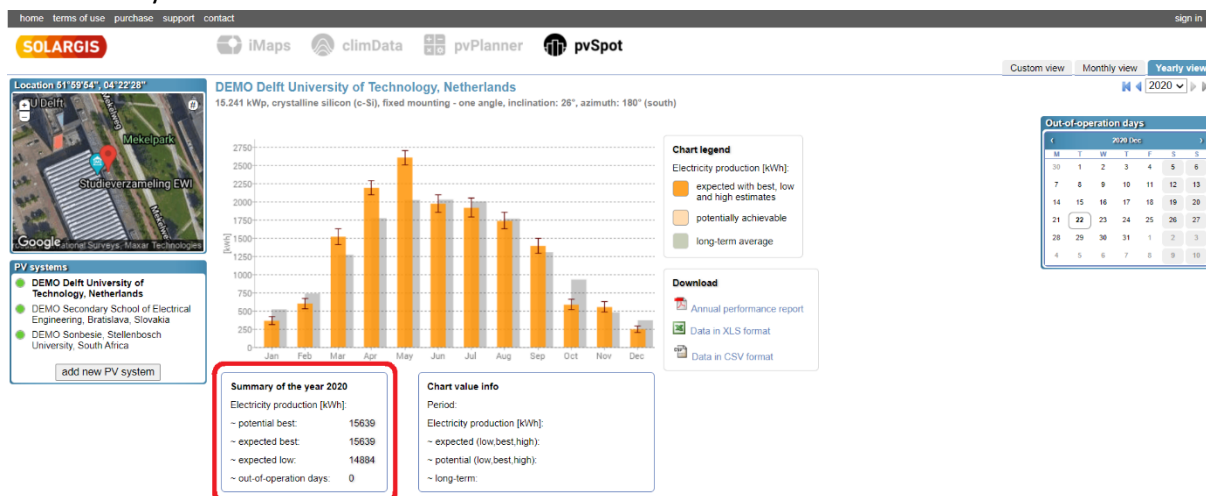 home terms of use purchase support contact sign in
SOLARGIS iMaps climData pvPlanner pvSpot
Custom view Monthly view Yearly view
Location 51°59'54", 04°22'28"
DEMO Delft University of Technology, Netherlands
15.241 kWp, crystalline silicon (c-Si), fixed mounting - one angle, inclination: 26°, azimuth: 180° (south)
2020
U Delft
Mekelweg
Mekelpark
Studieverzameling EWI
Mekelweg
Google
Surveys, Maxar Technologies
PV systems
DEMO Delft University of
Technology, Netherlands
DEMO Secondary School of Electrical
Engineering, Bratislava, Slovakia
DEMO Sonbesie, Stellenbosch
University, South Africa
add new PV system
[kWh]
2750
2500
2250
2000
1750
1500
1250
1000
750
500
250
0
Jan Feb Mar Apr May Jun Jul Aug Sep Oct Nov Dec
Chart legend
Electricity production [kWh]:
expected with best, low
and high estimates
potentially achievable
long-term average
Download
Annual performance report
Data in XLS format
Data in CSV format
Out-of-operation days
2020 Dec
M T W T F S S
30 1 2 3 4 5 6
7 8 9 10 11 12 13
14 15 16 17 18 19 20
21 22 23 24 25 26 27
28 29 30 31 1 2 3
4 5 6 7 8 9 10
Summary of the year 2020
Electricity production [kWh]:
~ potential best: 15639
~ expected best: 15639
~ expected low: 14884
~ out-of-operation days: 0
Chart value info
Period:
Electricity production [kWh]:
~ expected (low,best,high):
~ potential (low,best,high):
~ long-term: